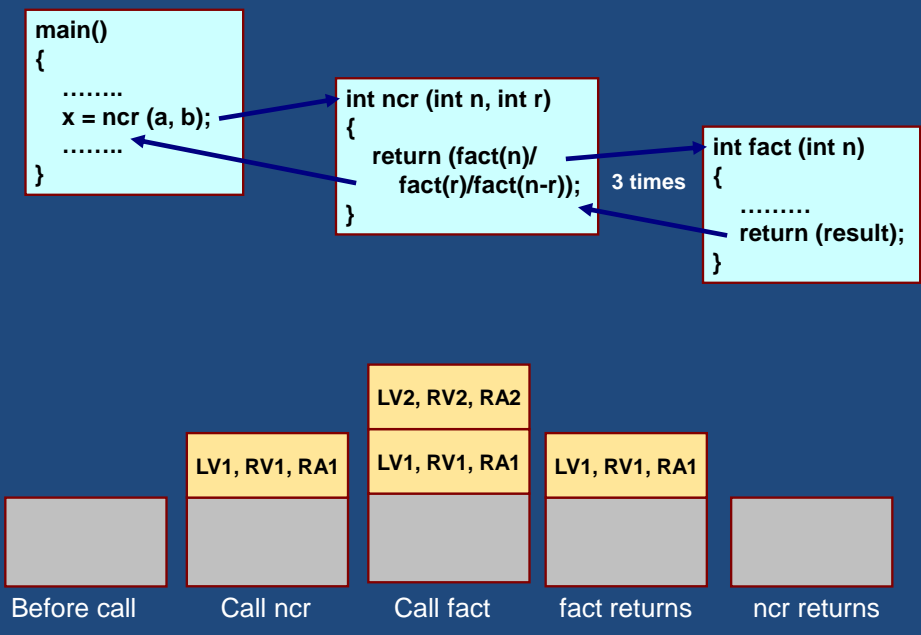 main()
{
……..
x = ncr (a, b);
……..
}
int ncr (int n, int r)
{
return (fact(n)/
fact(r)/fact(n-r));
}
3 times
int fact (int n)
{
………
return (result);
}
LV2, RV2, RA2
LV1, RV1, RA1
LV1, RV1, RA1
LV1, RV1, RA1
Before call
Call ncr
Call fact
fact returns
ncr returns